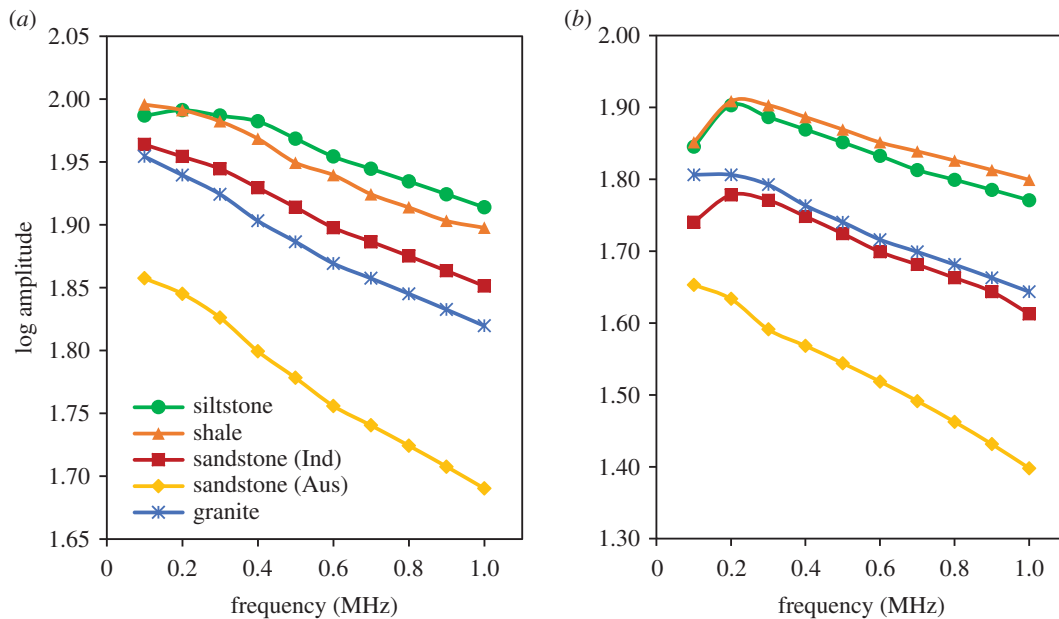 (a)
2.05
2.00
1.95
1.90
1.85
1.80
1.75
1.70
1.65
log amplitude
siltstone
shale
sandstone (Ind)
sandstone (Aus)
granite
0 0.2 0.4 0.6 0.8 1.0
frequency (MHz)
(b)
2.00
1.90
1.80
1.70
1.60
1.50
1.40
1.30
0 0.2 0.4 0.6 0.8 1.0
frequency (MHz)